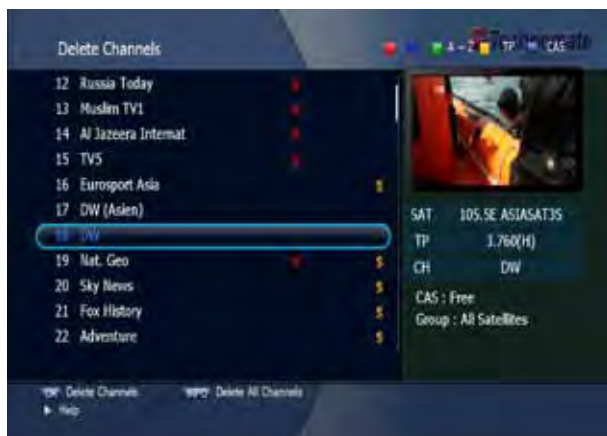 Delete Channels
A - Z TP CAS
12 Russia Today
13 Muslim TV1
14 Al Jazeera Internat
15 TV5
16 Eurosport Asia $
17 DW (Asien)
18 DW
19 Nat. Geo $
20 Sky News $
21 Fox History $
22 Adventure $
SAT 105.5E ASIASAT3S
TP 3.760(H)
CH DW
CAS : Free
Group : All Satellites
Delete Channels INFO Delete All Channels
Help